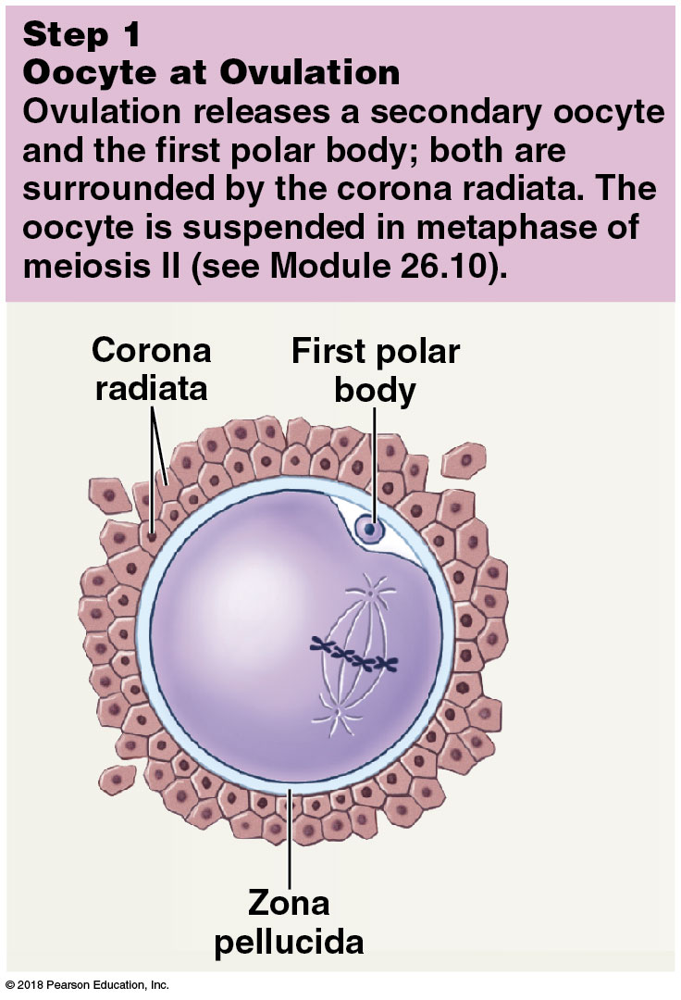 Step 1
Oocyte at Ovulation
Ovulation releases a secondary oocyte
and the first polar body; both are
surrounded by the corona radiata. The
oocyte is suspended in metaphase of
meiosis II (see Module 26.10).
Corona
radiata
First polar
body
Zona
pellucida
© 2018 Pearson Education, Inc.